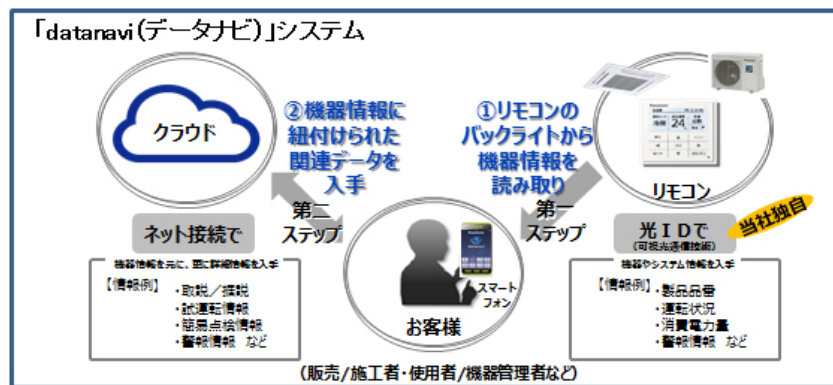 「datanavi(データナビ)」システム
クラウド
②機器情報に
紐付けられた
関連データを
入手
①リモコンの
バックライトから
機器情報を
読み取り
Panasonic
冷房
24
リモコン
第二
ステップ
第一
ステップ
当社独自
ネット接続で
光IDで
(可視光通信技術)
機器情報を元に、更に詳細情報を入手
【情報例】
・取説/据説
・試運転情報
・簡易点検情報
・警報情報 など
スマート
フォン
お客様
機器やシステム情報を入手
【情報例】
・製品品番
・運転状況
・消費電力量
・警報情報 など
(販売/施工者・使用者/機器管理者など)